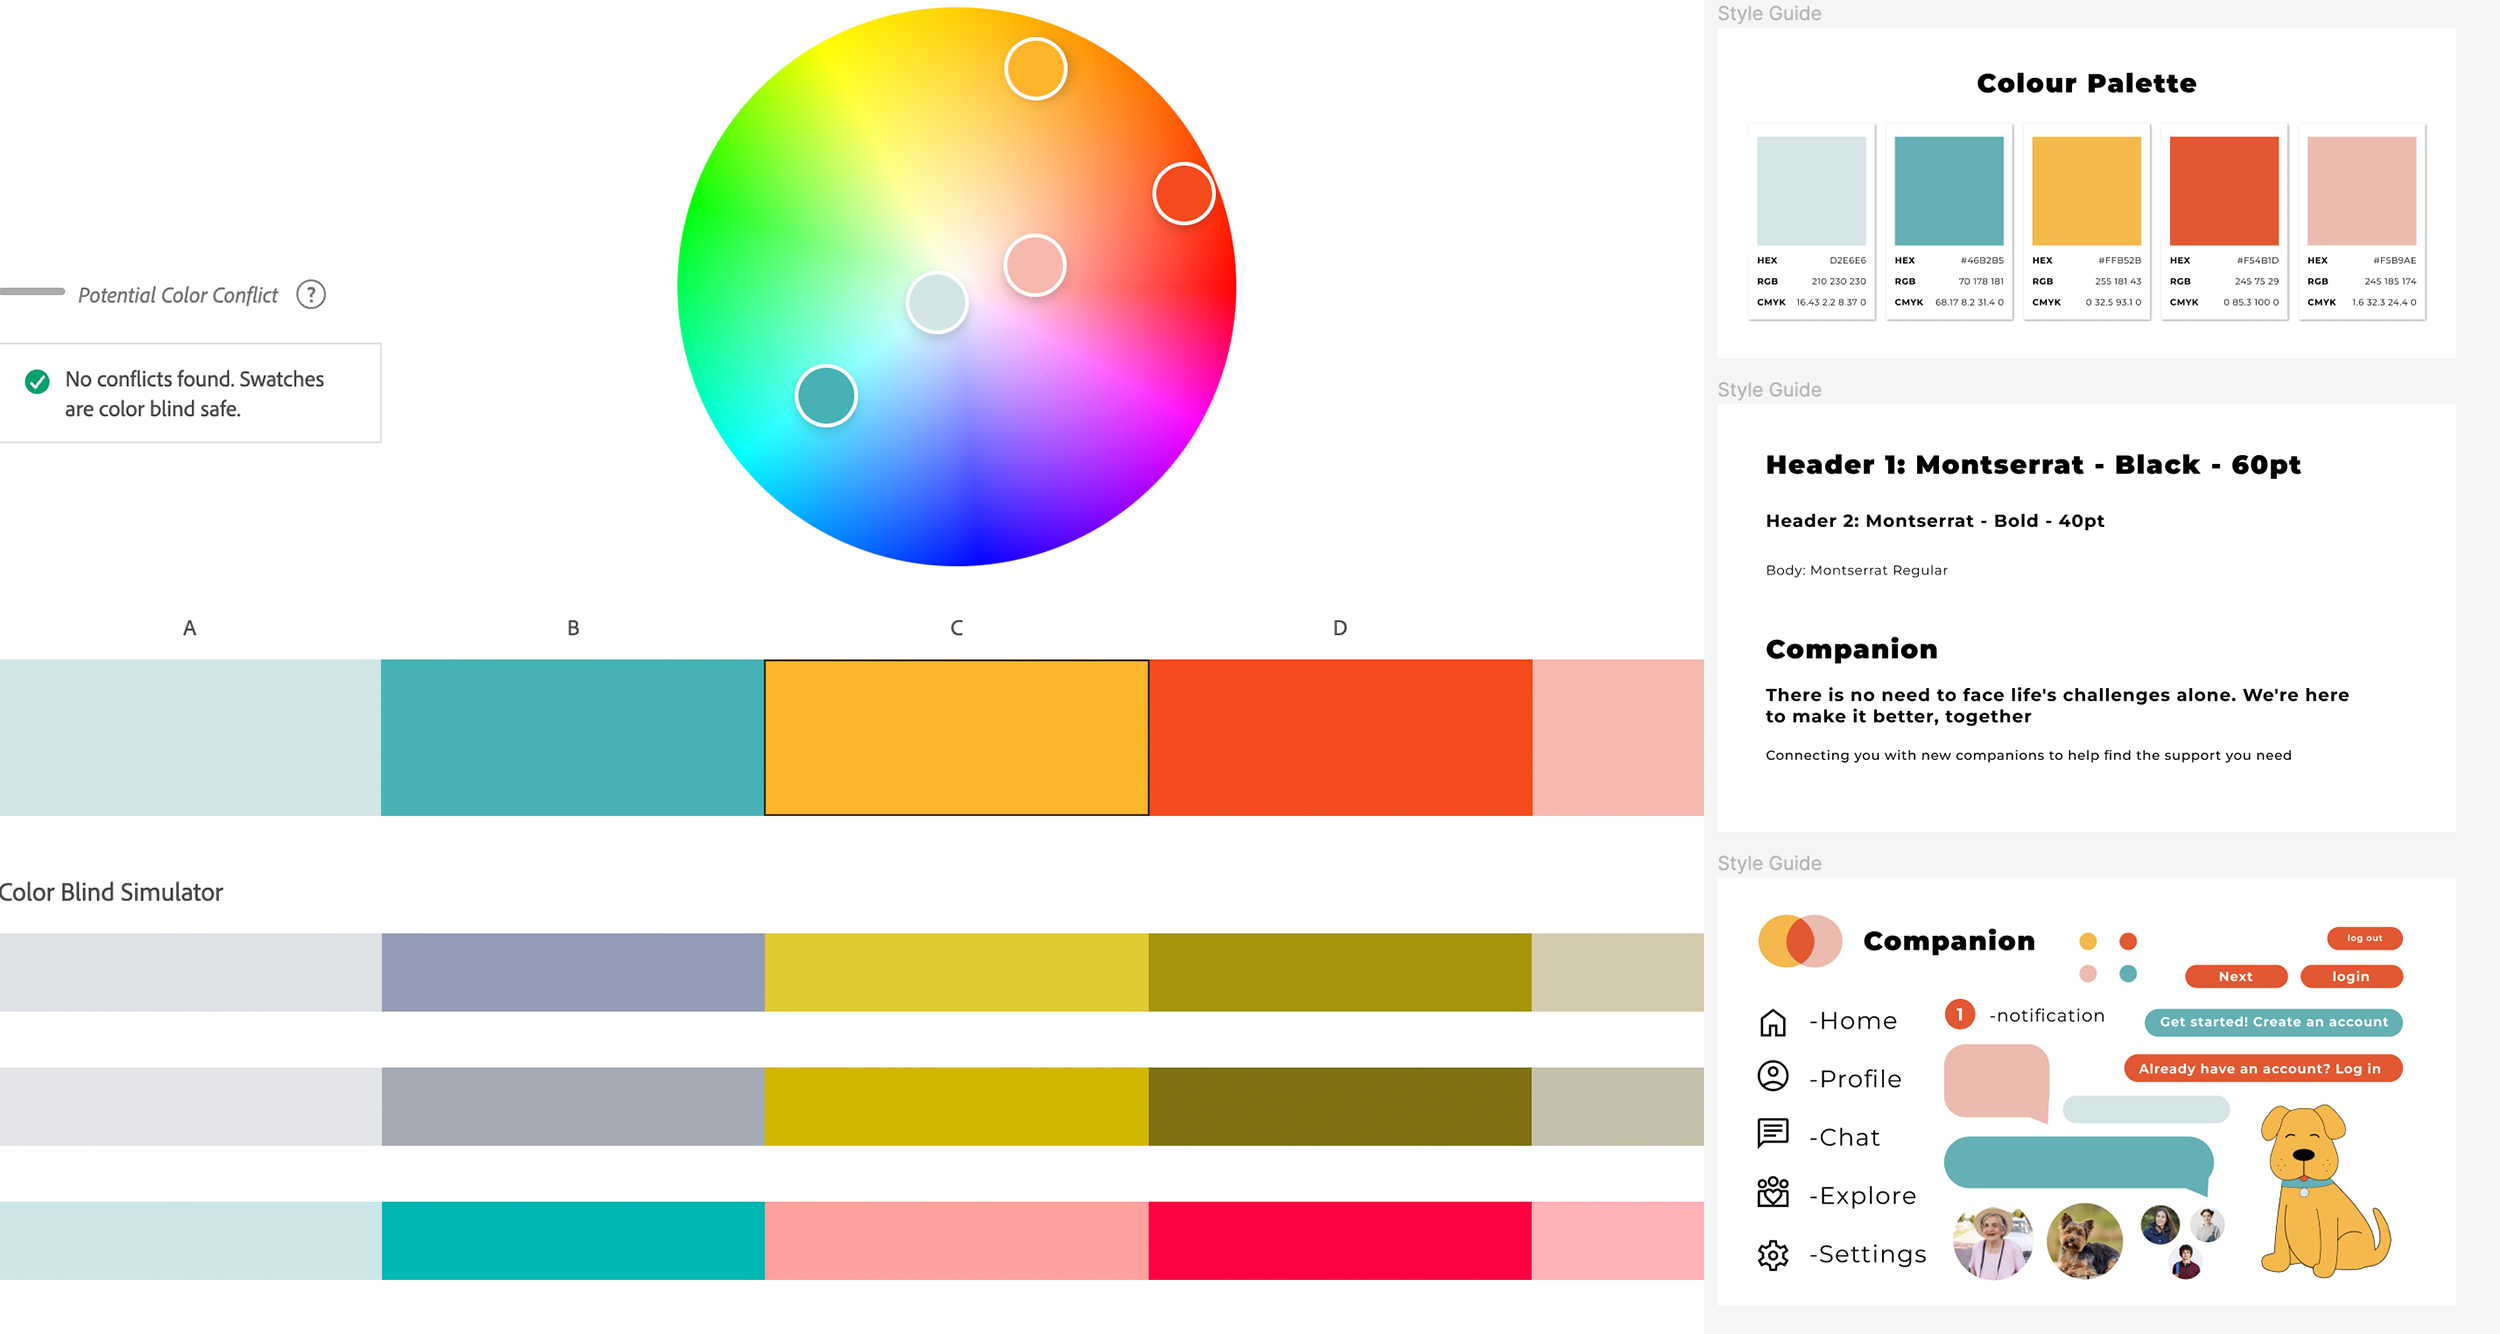 Potential Color Conflict ?
No conflicts found. Swatches
are color blind safe.
A B C D
Color Blind Simulator
Style Guide
Colour Palette
HEX D2E6E6
RGB 210 230 230
CMYK 16.43 2.2 8.37 0
HEX #46B2B5
RGB 70 178 181
CMYK 68.17 8.2 31.4 0
HEX #FFB52B
RGB 255 181 43
CMYK 0 32.5 93.1 0
HEX #F54B1D
RGB 245 75 29
CMYK 0 85.3 100 0
HEX #F5B9AE
RGB 245 185 174
CMYK 1.6 32.3 24.4 0
Style Guide
Header 1: Montserrat - Black - 60pt
Header 2: Montserrat - Bold - 40pt
Body: Montserrat Regular
Companion
There is no need to face life's challenges alone. We're here
to make it better, together
Connecting you with new companions to help find the support you need
Style Guide
Companion
log out
Next
login
-Home
1 -notification
Get started! Create an account
-Profile
Already have an account? Log in
-Chat
-Explore
-Settings